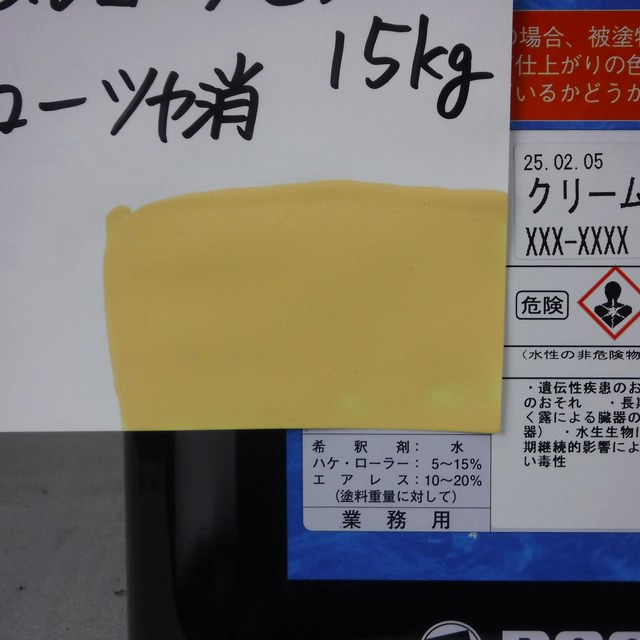 15kg
ローツヤ消
の場合、被塗物
仕上がりの色
いるかどうか
25.02.05
クリーム
XXX-XXXX
危険
（水性の非危険物
・遺伝性疾患のお
のおそれ ・長期
く露による臓器の
器） ・水生生物に
期継続的影響によ
い毒性
希釈剤：水
ハケ・ローラー：5～15%
エアレス：10～20%
（塗料重量に対して）
業務用